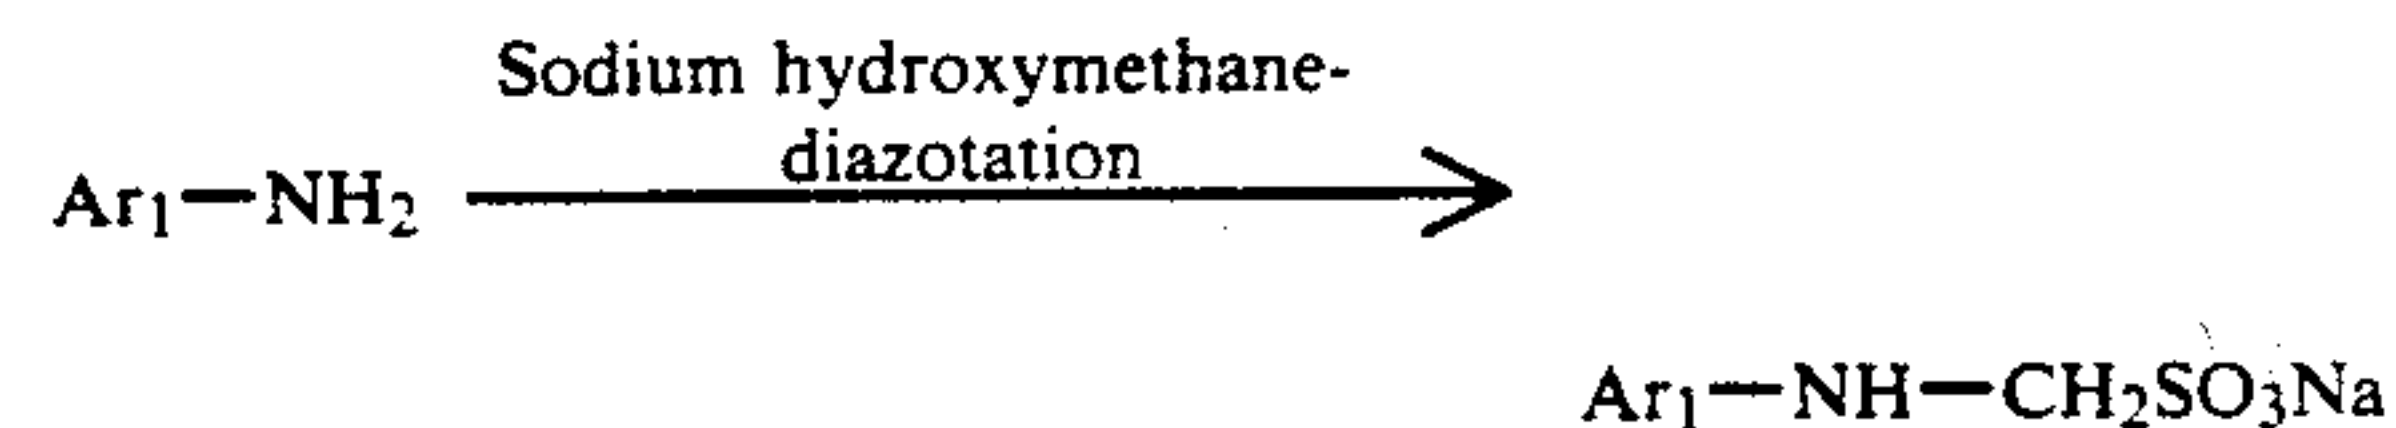 Sodium hydroxymethane-
diazotation
Ar₁—NH₂
Ar₁—NH—CH₂SO₃Na